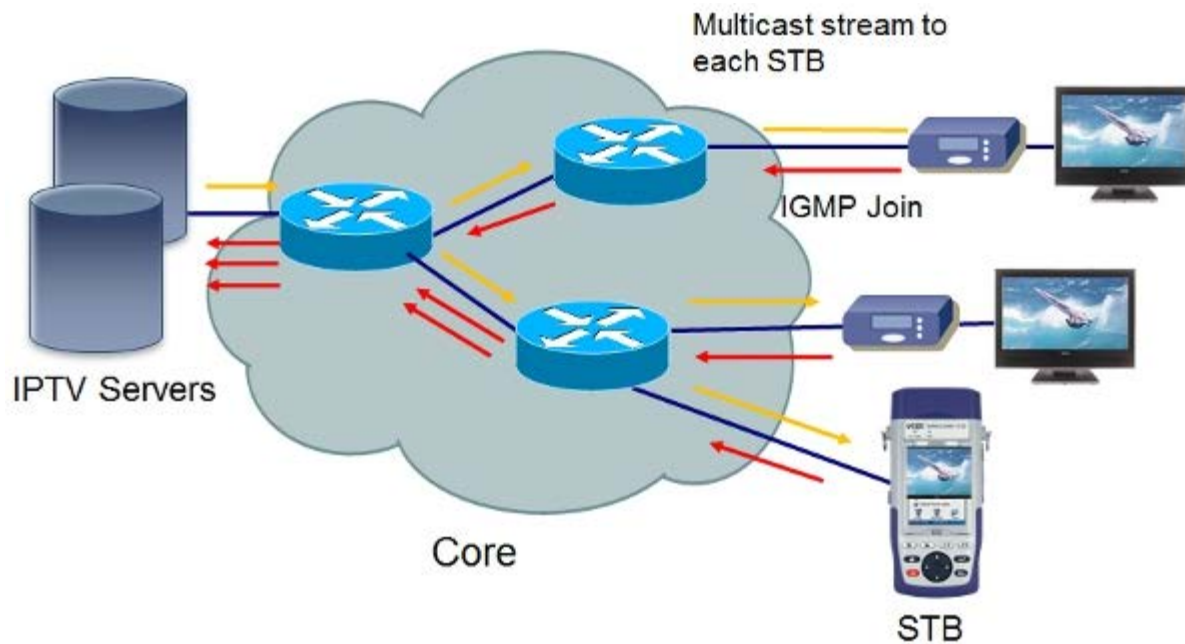 Multicast stream to
each STB
IGMP Join
IPTV Servers
Core
STB